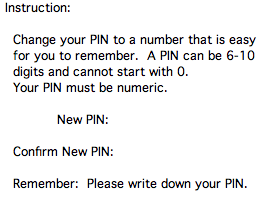 Instruction:
Change your PIN to a number that is easy
for you to remember.  A PIN can be 6-10
digits and cannot start with 0.
Your PIN must be numeric.
New PIN:
Confirm New PIN:
Remember:  Please write down your PIN.